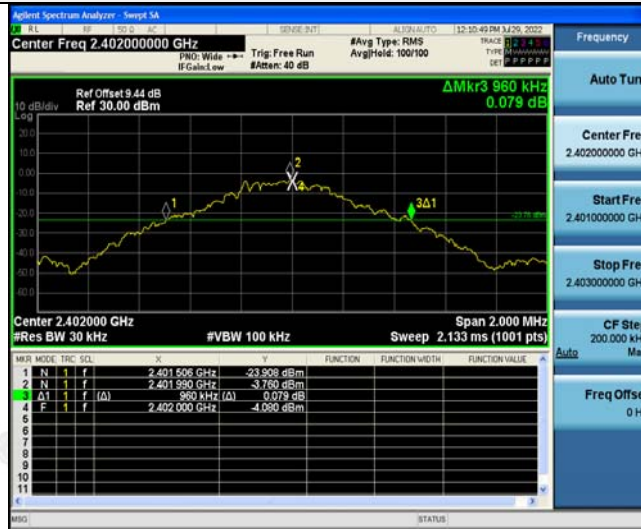 Agilent Spectrum Analyzer - Swept SA
RL RF 50 Ω AC SENSE:INT ALIGNAUTO 12:10:49 PM Jul 29, 2022
Center Freq 2.402000000 GHz
PNO: Wide
IFGain:Low
Trig: Free Run
#Atten: 40 dB
#Avg Type: RMS
Avg|Hold: 100/100
TRACE 1 2 3 4 5 6
TYPE M
DET P P P P P P
Ref Offset 9.44 dB
Ref 30.00 dBm
10 dB/div
Log
ΔMkr3 960 kHz
0.079 dB
20.0
10.0
0.00
-10.0
-20.0
-30.0
-40.0
-50.0
-60.0
1
2
4
3Δ1
Center 2.402000 GHz
#Res BW 30 kHz
#VBW 100 kHz
Span 2.000 MHz
Sweep 2.133 ms (1001 pts)
MKR MODE TRC SCL X Y FUNCTION FUNCTION WIDTH FUNCTION VALUE
1 N 1 f 2.401 506 GHz -23.908 dBm
2 N 1 f 2.401 990 GHz -3.760 dBm
3 Δ1 1 f (Δ) 960 kHz (Δ) 0.079 dB
4 F 1 f 2.402 000 GHz -4.080 dBm
5
6
7
8
9
10
11
MSG STATUS
Frequency
Auto Tun
Center Fre
2.402000000 GH
Start Fre
2.401000000 GH
Stop Fre
2.403000000 GH
CF Ste
200.000 kH
Auto Ma
Freq Offse
0 H